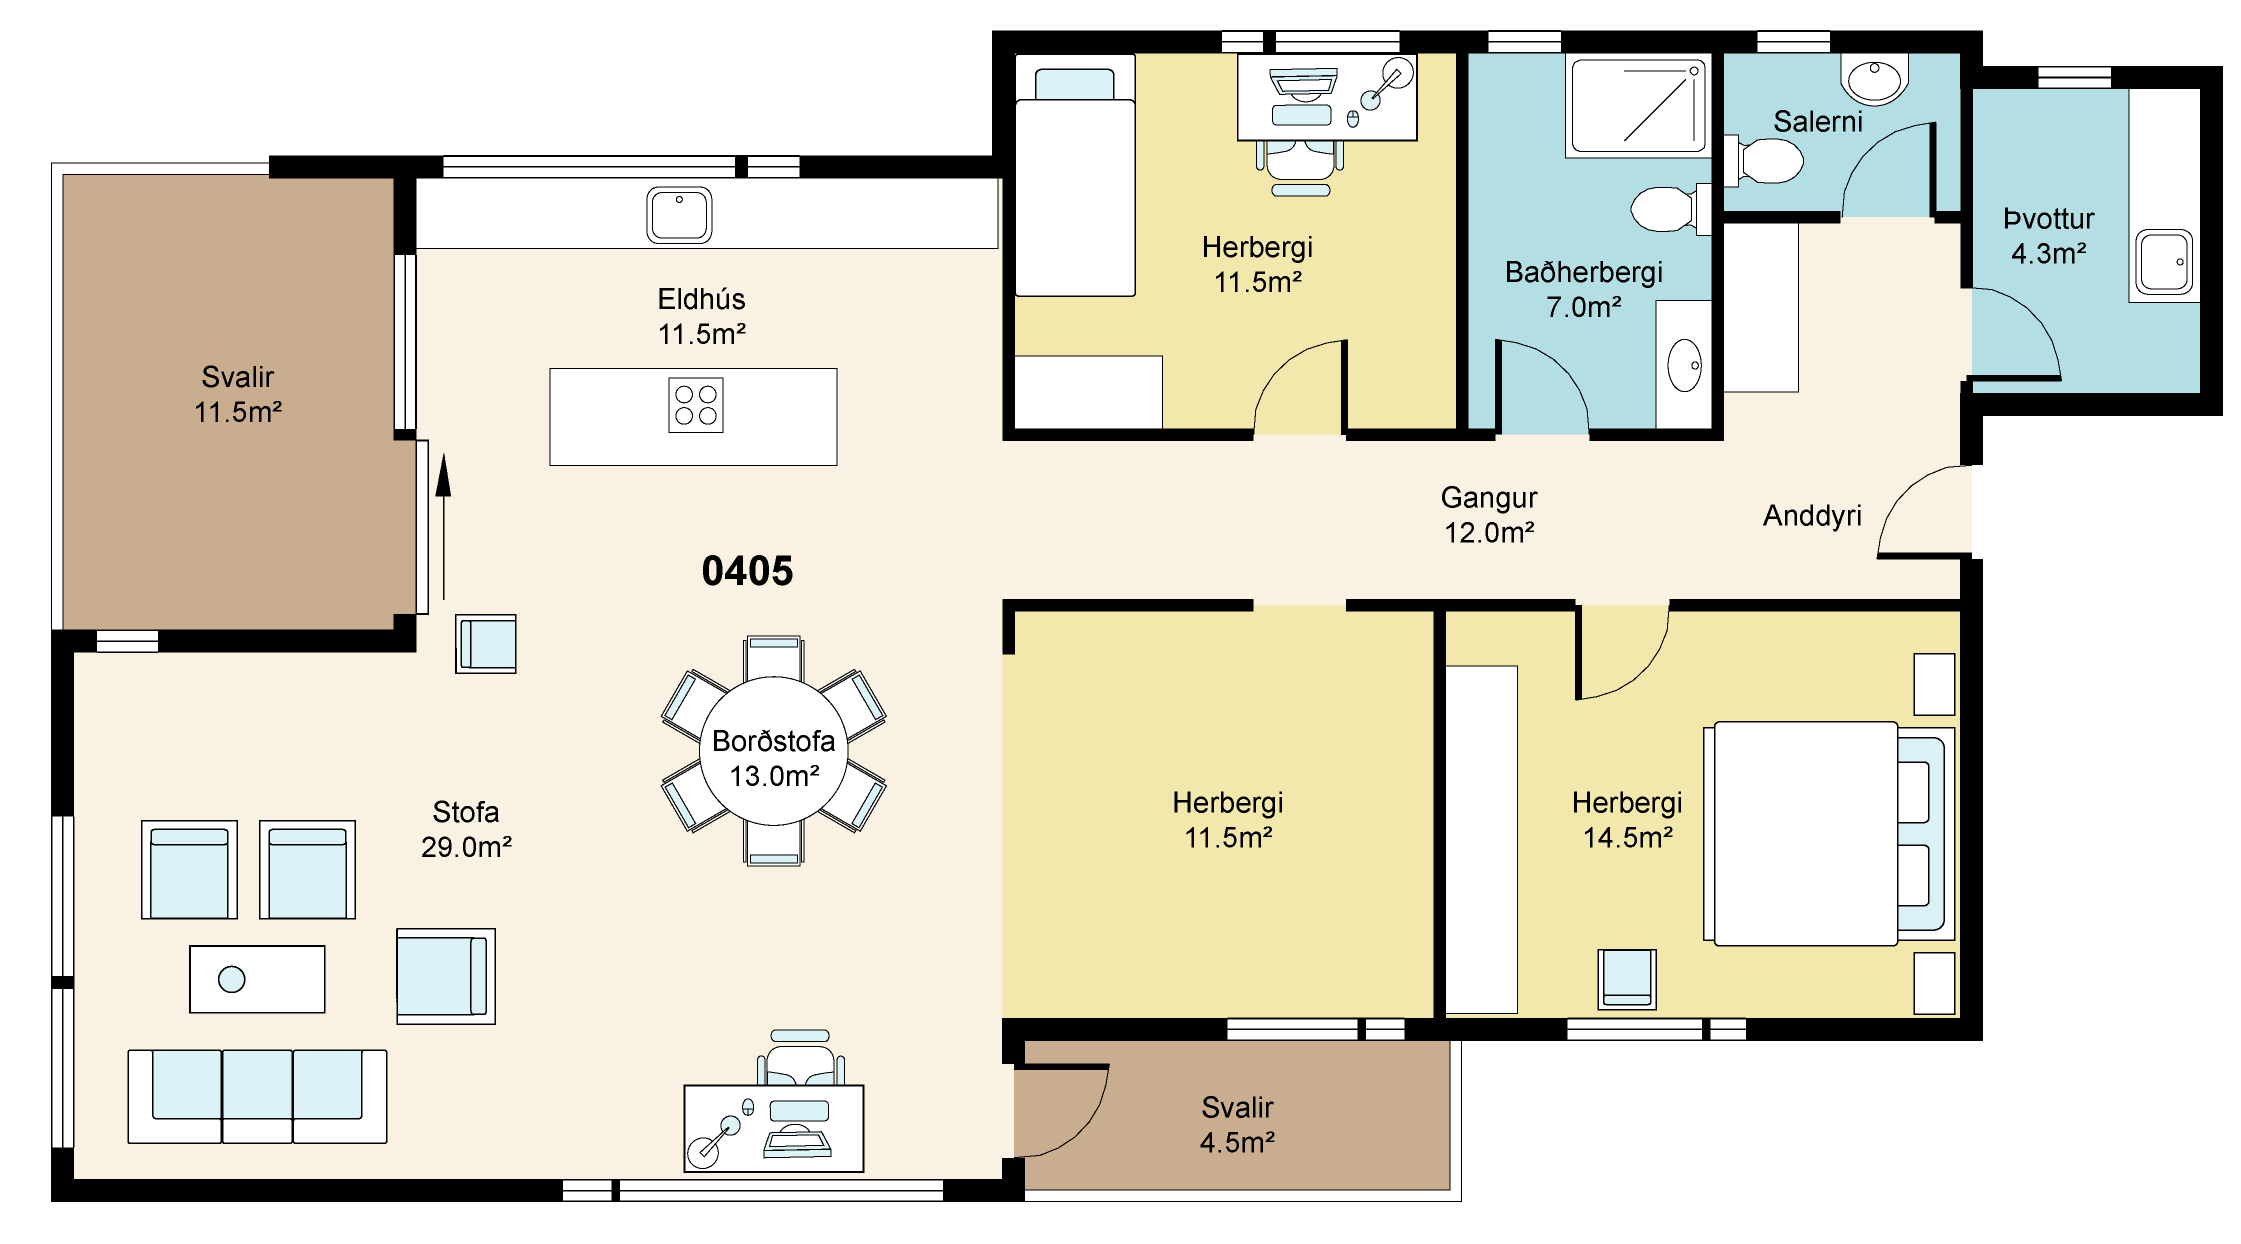 Salerni
Þvottur
4.3m²
Herbergi
11.5m²
Baðherbergi
7.0m²
Eldhús
11.5m²
Svalir
11.5m²
Gangur
12.0m²
Anddyri
0405
Borðstofa
13.0m²
Stofa
29.0m²
Herbergi
11.5m²
Herbergi
14.5m²
Svalir
4.5m²